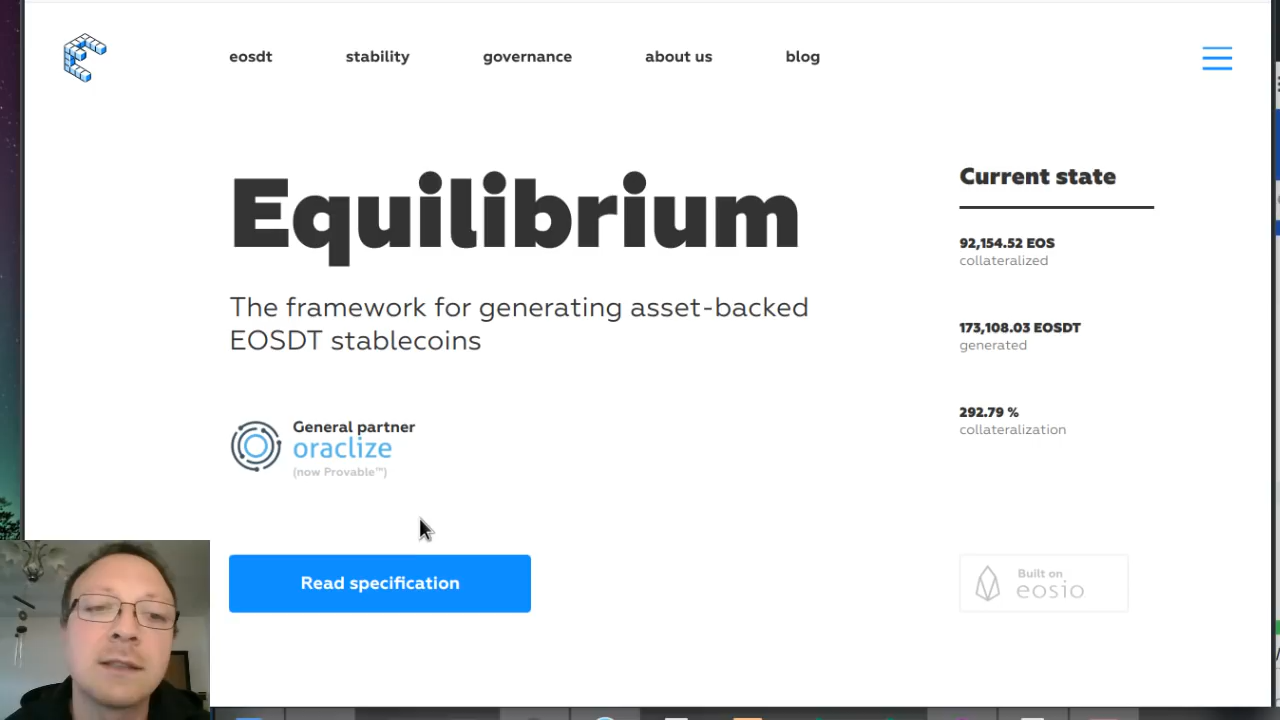 eosdt
stability
governance
about us
blog
Equilibrium
The framework for generating asset-backed
EOSDT stablecoins
General partner
oraclize
(now Provable™)
Read specification
Current state
92,154.52 EOS
collateralized
173,108.03 EOSDT
generated
292.79 %
collateralization
Built on
eosio